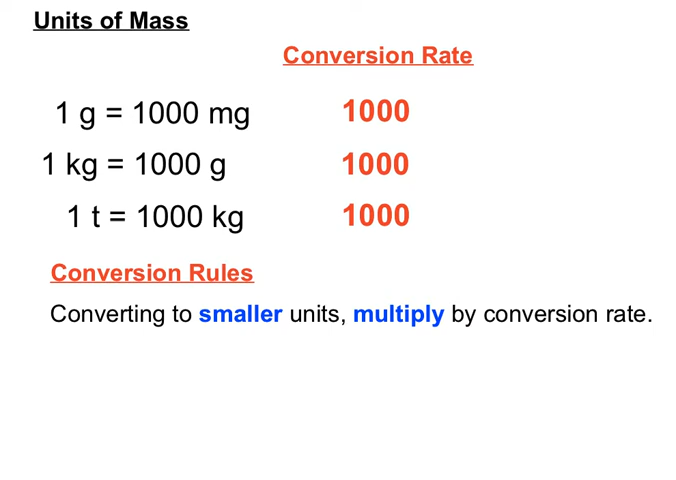 Units of Mass
Conversion Rate
1 g = 1000 mg 1000
1 kg = 1000 g 1000
1 t = 1000 kg 1000
Conversion Rules
Converting to smaller units, multiply by conversion rate.